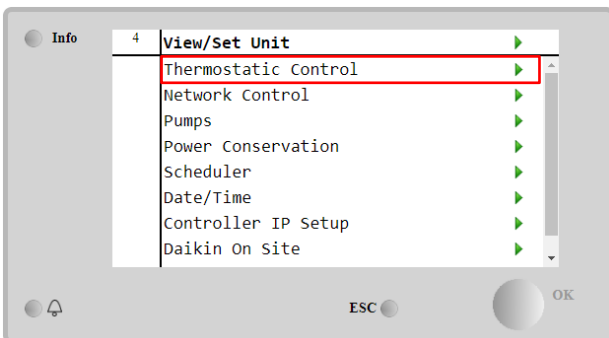 Info
4 View/Set Unit
Thermostatic Control
Network Control
Pumps
Power Conservation
Scheduler
Date/Time
Controller IP Setup
Daikin On Site
ESC
OK